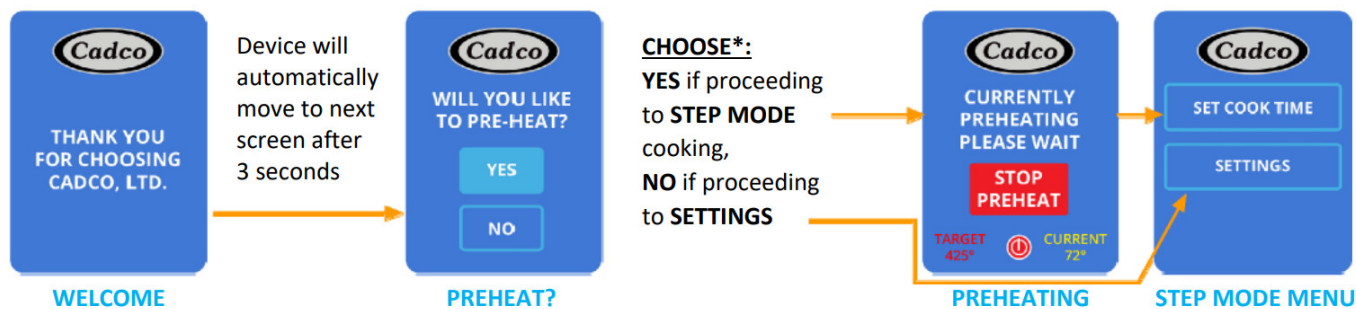 Cadco
THANK YOU
FOR CHOOSING
CADCO, LTD.
WELCOME
Device will
automatically
move to next
screen after
3 seconds
Cadco
WILL YOU LIKE
TO PRE-HEAT?
YES
NO
PREHEAT?
CHOOSE*:
YES if proceeding
to STEP MODE
cooking,
NO if proceeding
to SETTINGS
Cadco
CURRENTLY
PREHEATING
PLEASE WAIT
STOP
PREHEAT
TARGET
425°
CURRENT
72°
PREHEATING
Cadco
SET COOK TIME
SETTINGS
STEP MODE MENU